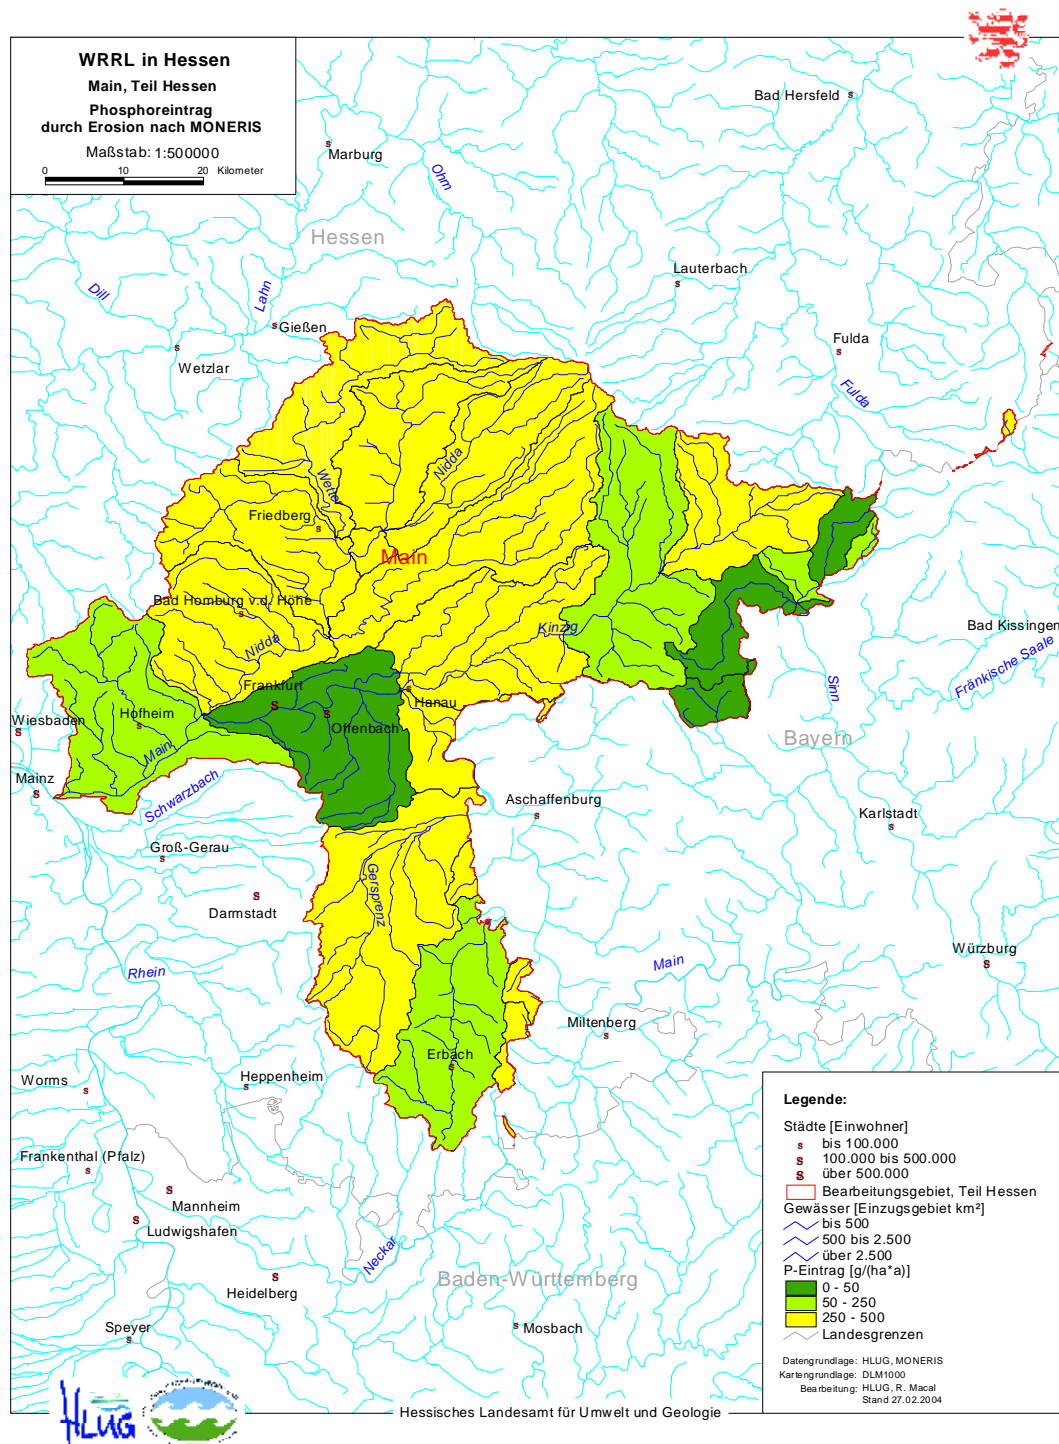 WRRL in Hessen
Main, Teil Hessen
Phosphoreintrag
durch Erosion nach MONERIS
Maßstab: 1:500000
0 10 20 Kilometer
Bad Hersfeld
Marburg
Ohm
Hessen
Lauterbach
Dill
Lahn
Gießen
Fulda
Wetzlar
Fulda
Nidda
Wetter
Friedberg
Main
Bad Homburg v.d. Höhe
Kinzig
Bad Kissingen
Nidda
Fränkische Saale
Sinn
Frankfurt
Hanau
Wiesbaden
Hofheim
Offenbach
Bayern
Main
Mainz
Schwarzbach
Aschaffenburg
Karlstadt
Groß-Gerau
Gersprenz
Darmstadt
Würzburg
Rhein
Main
Miltenberg
Erbach
Worms
Heppenheim
Frankenthal (Pfalz)
Mannheim
Ludwigshafen
Neckar
Baden-Württemberg
Heidelberg
Speyer
Mosbach
Legende:
Städte [Einwohner]
s bis 100.000
s 100.000 bis 500.000
s über 500.000
Bearbeitungsgebiet, Teil Hessen
Gewässer [Einzugsgebiet km²]
bis 500
500 bis 2.500
über 2.500
P-Eintrag [g/(ha*a)]
0 - 50
50 - 250
250 - 500
Landesgrenzen
Datengrundlage: HLUG, MONERIS
Kartengrundlage: DLM1000
Bearbeitung: HLUG, R. Macal
Stand 27.02.2004
HLUG
Hessisches Landesamt für Umwelt und Geologie